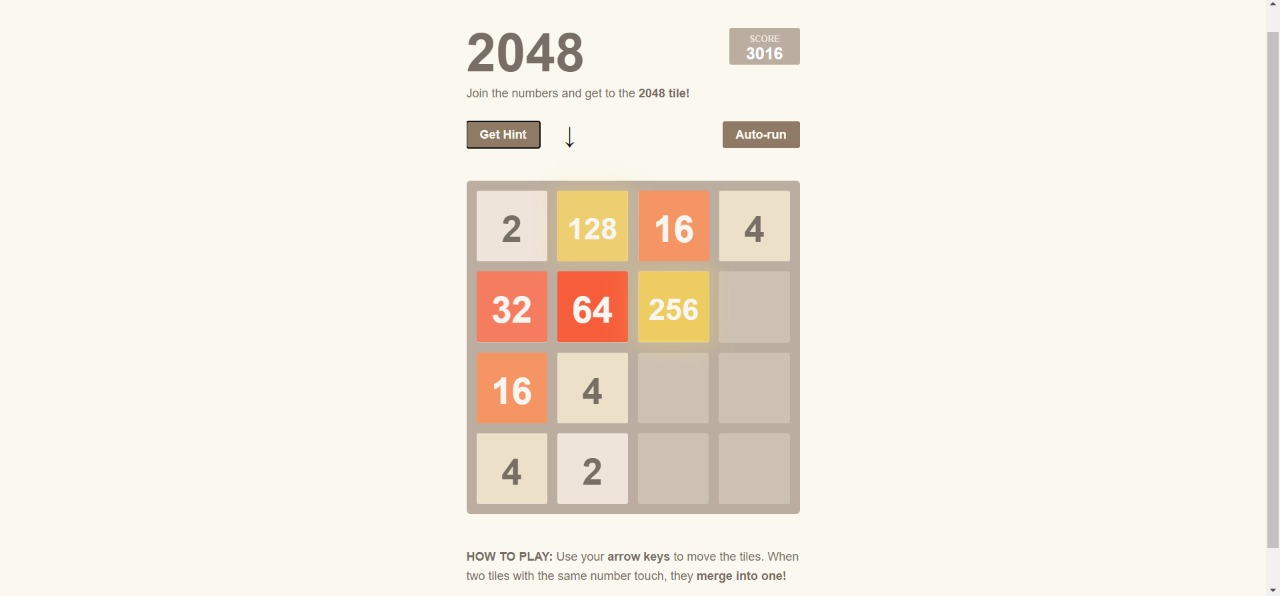 2048
SCORE
3016
Join the numbers and get to the 2048 tile!
Get Hint ↓ Auto-run
2 128 16 4
32 64 256
16 4
4 2
HOW TO PLAY: Use your arrow keys to move the tiles. When
two tiles with the same number touch, they merge into one!